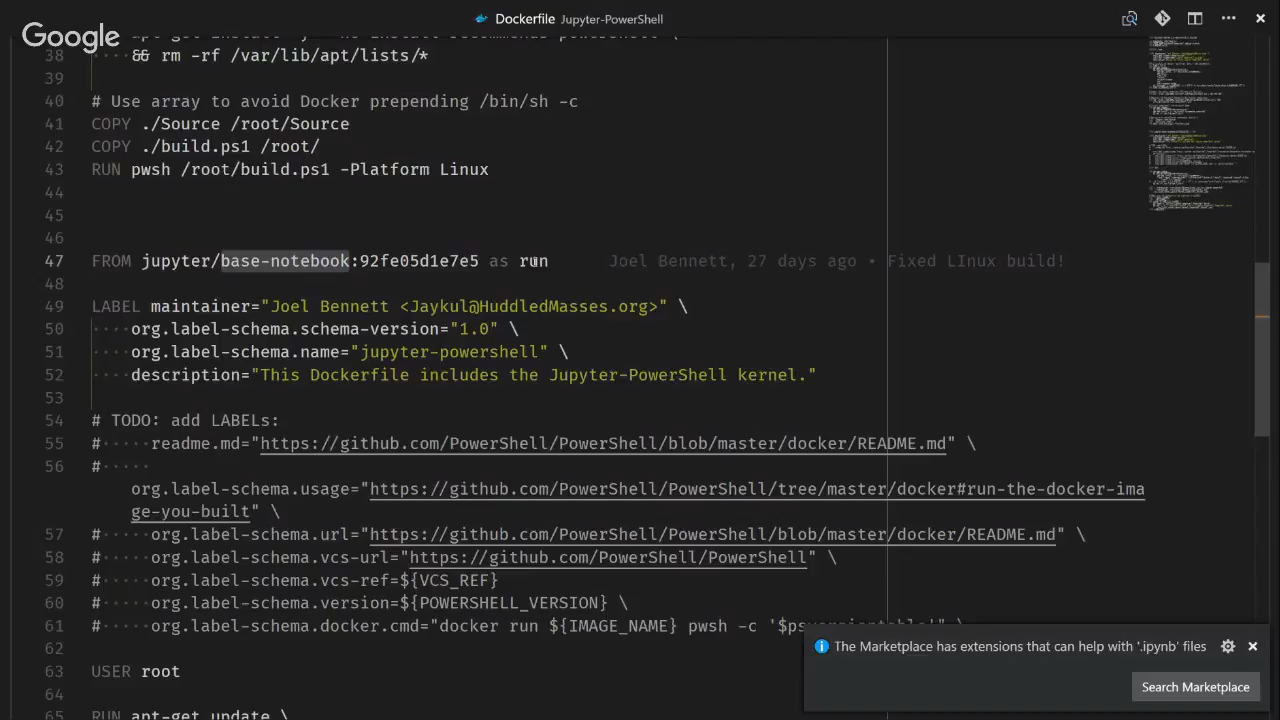 Dockerfile Jupyter-PowerShell
Google
38 && rm -rf /var/lib/apt/lists/*
39
40 # Use array to avoid Docker prepending /bin/sh -c
41 COPY ./Source /root/Source
42 COPY ./build.ps1 /root/
43 RUN pwsh /root/build.ps1 -Platform Linux
44
45
46
47 FROM jupyter/base-notebook:92fe05d1e7e5 as run Joel Bennett, 27 days ago • Fixed LInux build!
48
49 LABEL maintainer="Joel Bennett <Jaykul@HuddledMasses.org>" \
50 ····org.label-schema.schema-version="1.0" \
51 ····org.label-schema.name="jupyter-powershell" \
52 ····description="This Dockerfile includes the Jupyter-PowerShell kernel."
53
54 # TODO: add LABELs:
55 #·····readme.md="https://github.com/PowerShell/PowerShell/blob/master/docker/README.md" \
56 #·····
org.label-schema.usage="https://github.com/PowerShell/PowerShell/tree/master/docker#run-the-docker-ima
ge-you-built" \
57 #·····org.label-schema.url="https://github.com/PowerShell/PowerShell/blob/master/docker/README.md" \
58 #·····org.label-schema.vcs-url="https://github.com/PowerShell/PowerShell" \
59 #·····org.label-schema.vcs-ref=${VCS_REF}
60 #·····org.label-schema.version=${POWERSHELL_VERSION} \
61 #·····org.label-schema.docker.cmd="docker run ${IMAGE_NAME} pwsh -c '$psversiontable'" \
62
63 USER root
64
65 RUN apt-get update \
The Marketplace has extensions that can help with '.ipynb' files
Search Marketplace